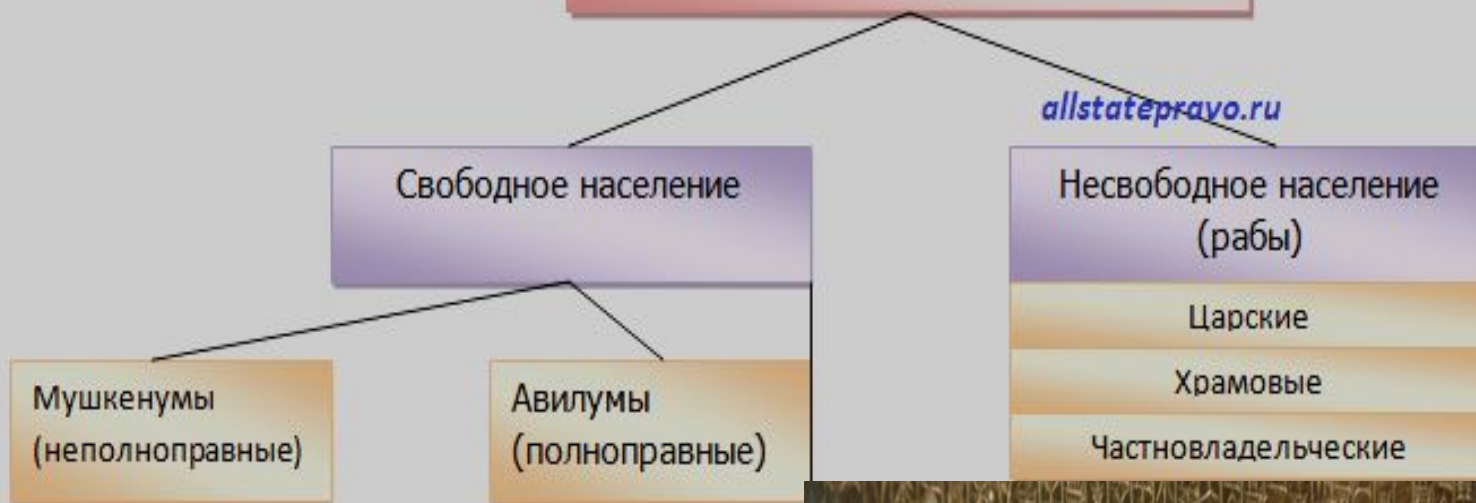 allstatepravo.ru
Свободное население
Несвободное население
(рабы)
Царские
Храмовые
Частновладельческие
Мушкенумы
(неполноправные)
Авилумы
(полноправные)